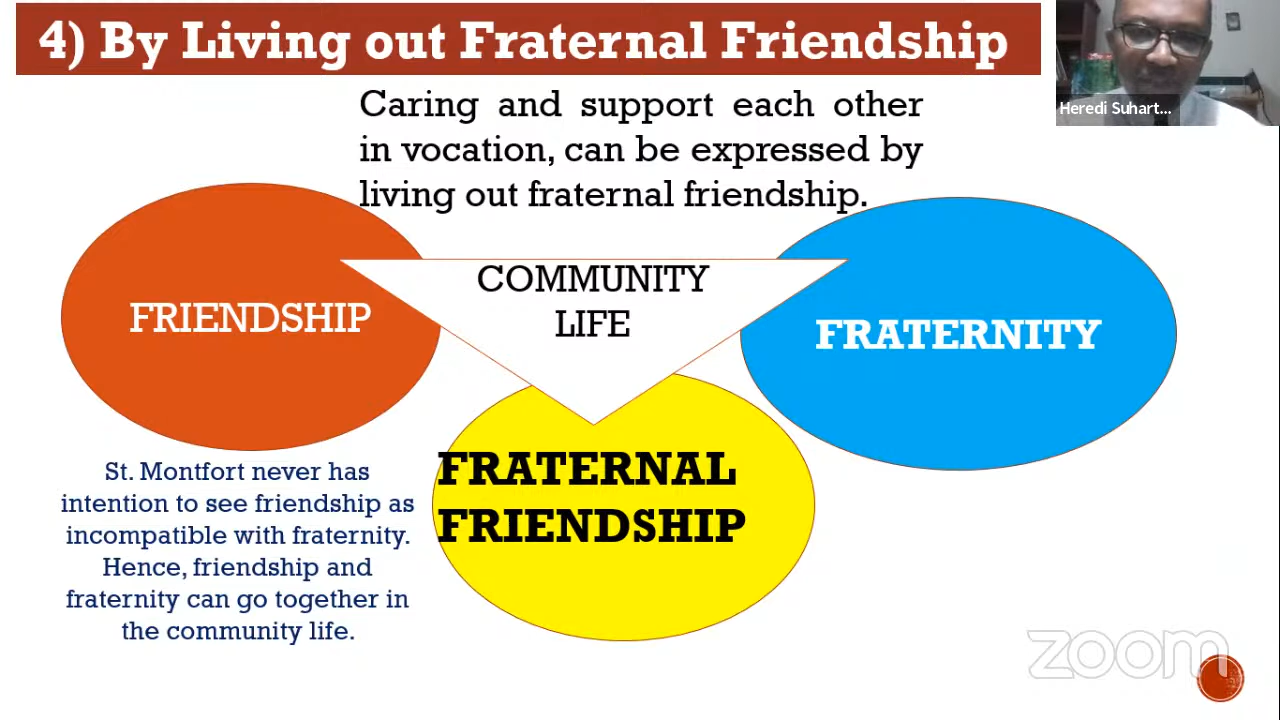 4) By Living out Fraternal Friendship
Heredi Suhart...
Caring and support each other
in vocation, can be expressed by
living out fraternal friendship.
COMMUNITY
LIFE
FRIENDSHIP
FRATERNITY
FRATERNAL
FRIENDSHIP
St. Montfort never has
intention to see friendship as
incompatible with fraternity.
Hence, friendship and
fraternity can go together in
the community life.
zoom